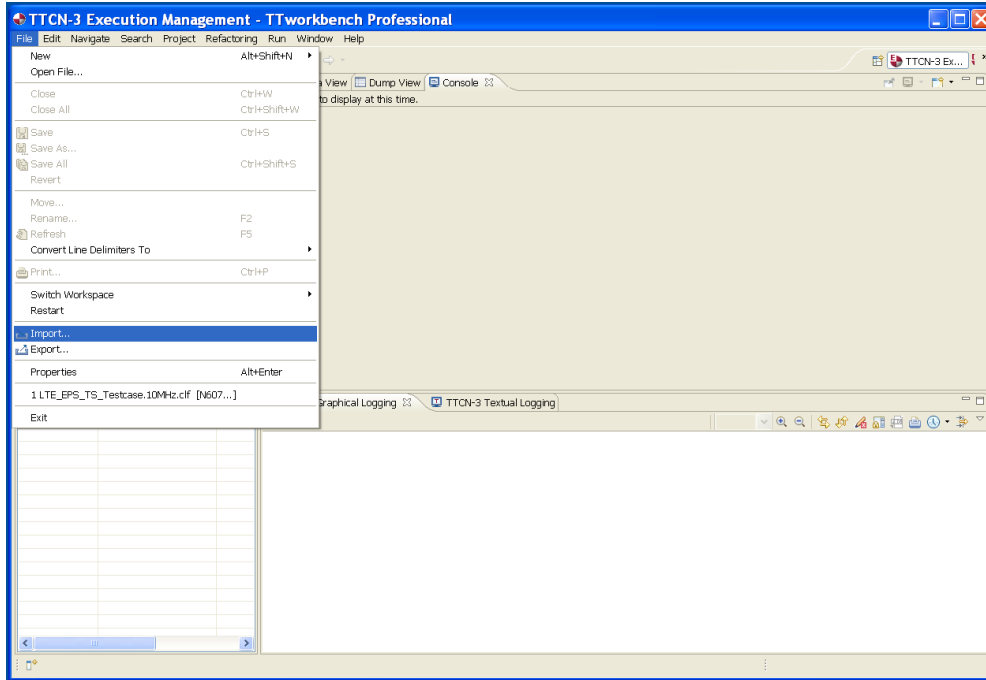 TTCN-3 Execution Management - TTworkbench Professional
File Edit Navigate Search Project Refactoring Run Window Help
New Alt+Shift+N
Open File...
TTCN-3 Ex...
View Dump View Console
Close Ctrl+W
to display at this time.
Close All Ctrl+Shift+W
Save Ctrl+S
Save As...
Save All Ctrl+Shift+S
Revert
Move...
Rename... F2
Refresh F5
Convert Line Delimiters To
Print... Ctrl+P
Switch Workspace
Restart
Import...
Export...
Properties Alt+Enter
1 LTE_EPS_TS_Testcase.10MHz.clf [N607...]
Graphical Logging TTCN-3 Textual Logging
Exit